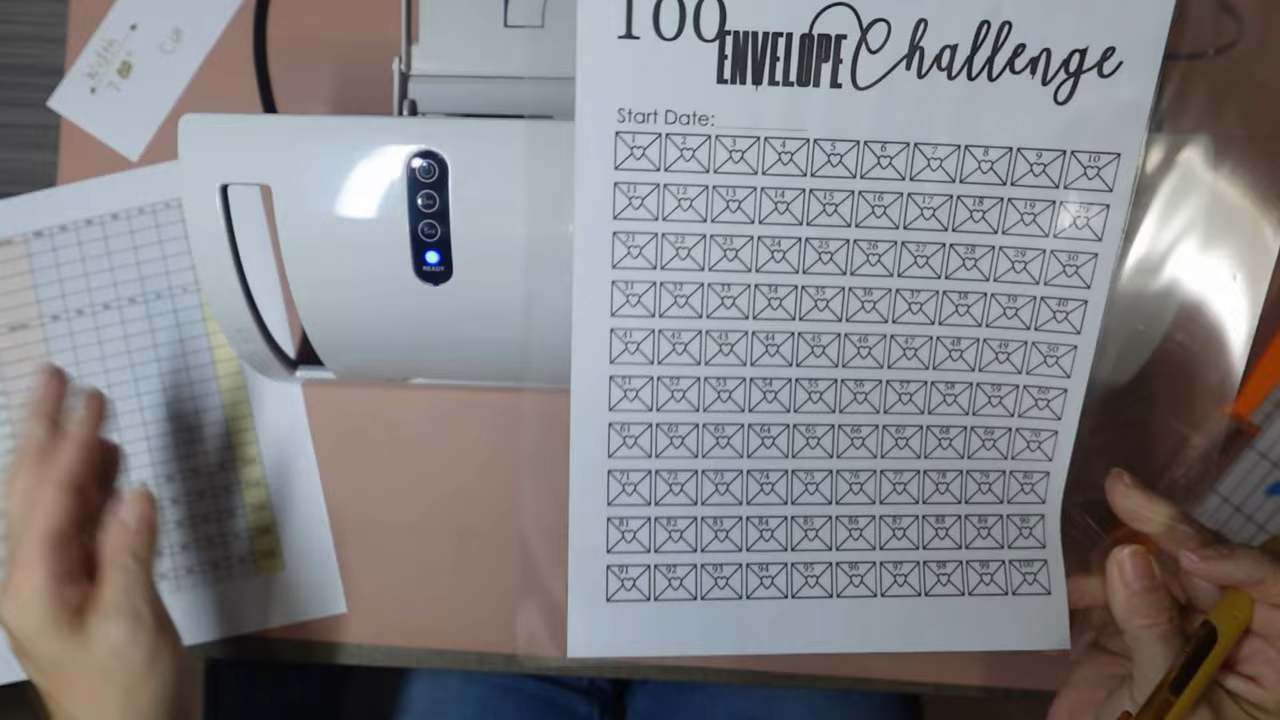 100
ENVELOPE Challenge
Start Date:
1 2 3 4 5 6 7 8 9 10
11 12 13 14 15 16 17 18 19 20
21 22 23 24 25 26 27 28 29 30
31 32 33 34 35 36 37 38 39 40
41 42 43 44 45 46 47 48 49 50
51 52 53 54 55 56 57 58 59 60
61 62 63 64 65 66 67 68 69 70
71 72 73 74 75 76 77 78 79 80
81 82 83 84 85 86 87 88 89 90
91 92 93 94 95 96 97 98 99 100
READY